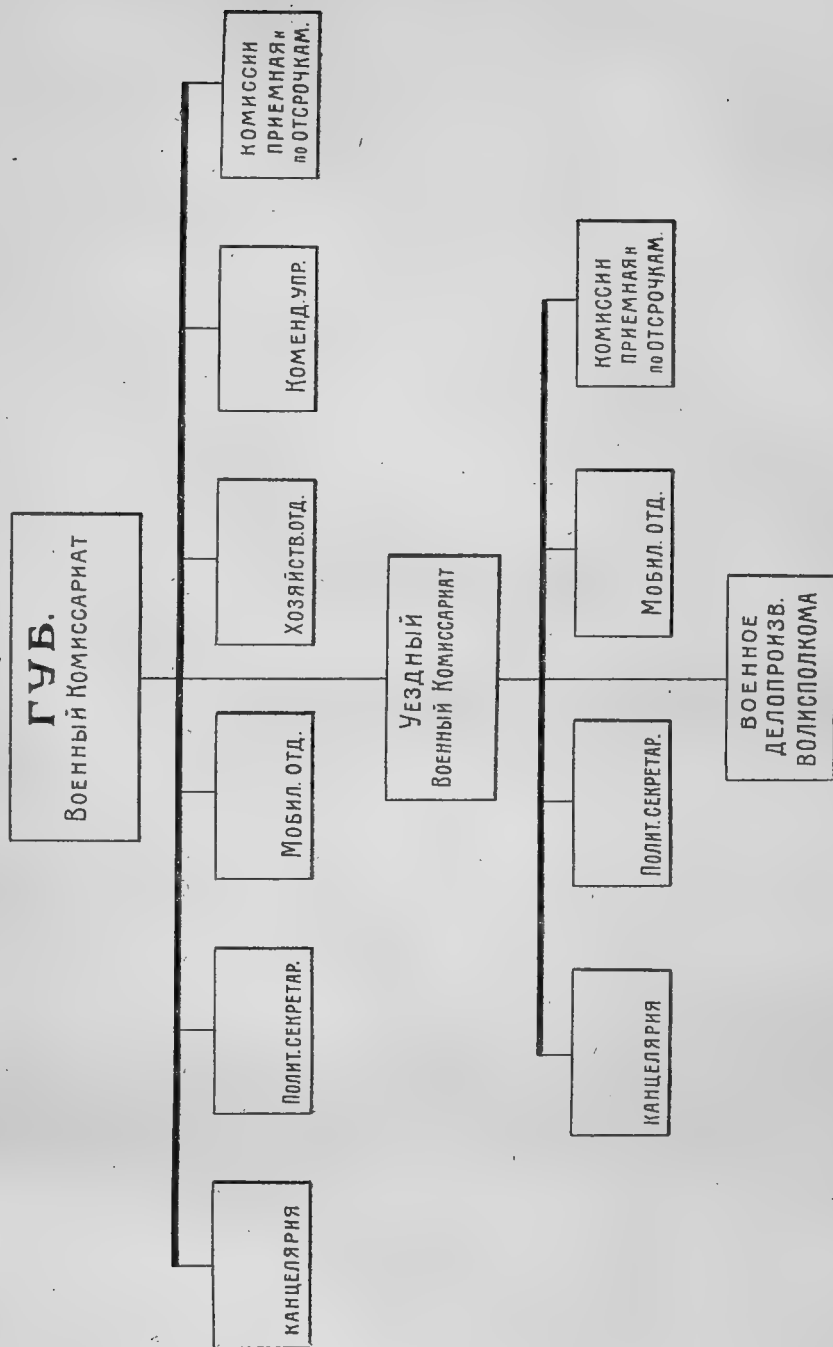 ГУБ.
ВОЕННЫЙ КОМИССАРИАТ
КАНЦЕЛЯРИЯ
ПОЛИТ. СЕКРЕТАР.
МОБИЛ. ОТД.
ХОЗЯЙСТВ. ОТД.
КОМЕНД. УПР.
КОМИССИИ
ПРИЕМНАЯ и
по ОТСРОЧКАМ.
УЕЗДНЫЙ
ВОЕННЫЙ КОМИССАРИАТ
КАНЦЕЛЯРИЯ
ПОЛИТ. СЕКРЕТАР.
МОБИЛ. ОТД.
КОМИССИИ
ПРИЕМНАЯ и
по ОТСРОЧКАМ.
ВОЕННОЕ
ДЕЛОПРОИЗВ.
ВОЛИСПОЛКОМА